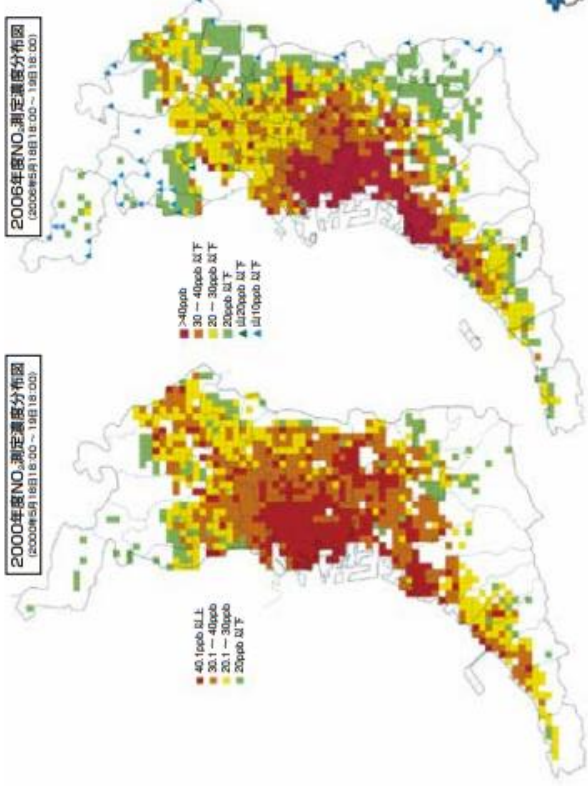 2000年度NO₂測定濃度分布図
(2000年5月18日18:00～19日18:00)
40.1ppb 以上
30.1 － 40ppb
20.1 － 30ppb
20ppb 以下
2006年度NO₂測定濃度分布図
(2006年5月18日18:00～19日18:00)
>40ppb
30 － 40ppb 以下
20 － 30ppb 以下
20ppb 以下
山20ppb 以下
山10ppb 以下